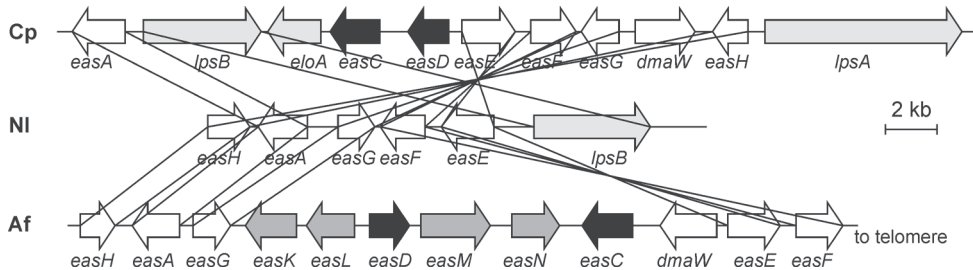 Cp
easA lpsB eloA easC easD easE easF easG dmaW easH lpsA
Nl
easH easA easG easF easE lpsB
2 kb
Af
to telomere
easH easA easG easK easL easD easM easN easC dmaW easE easF